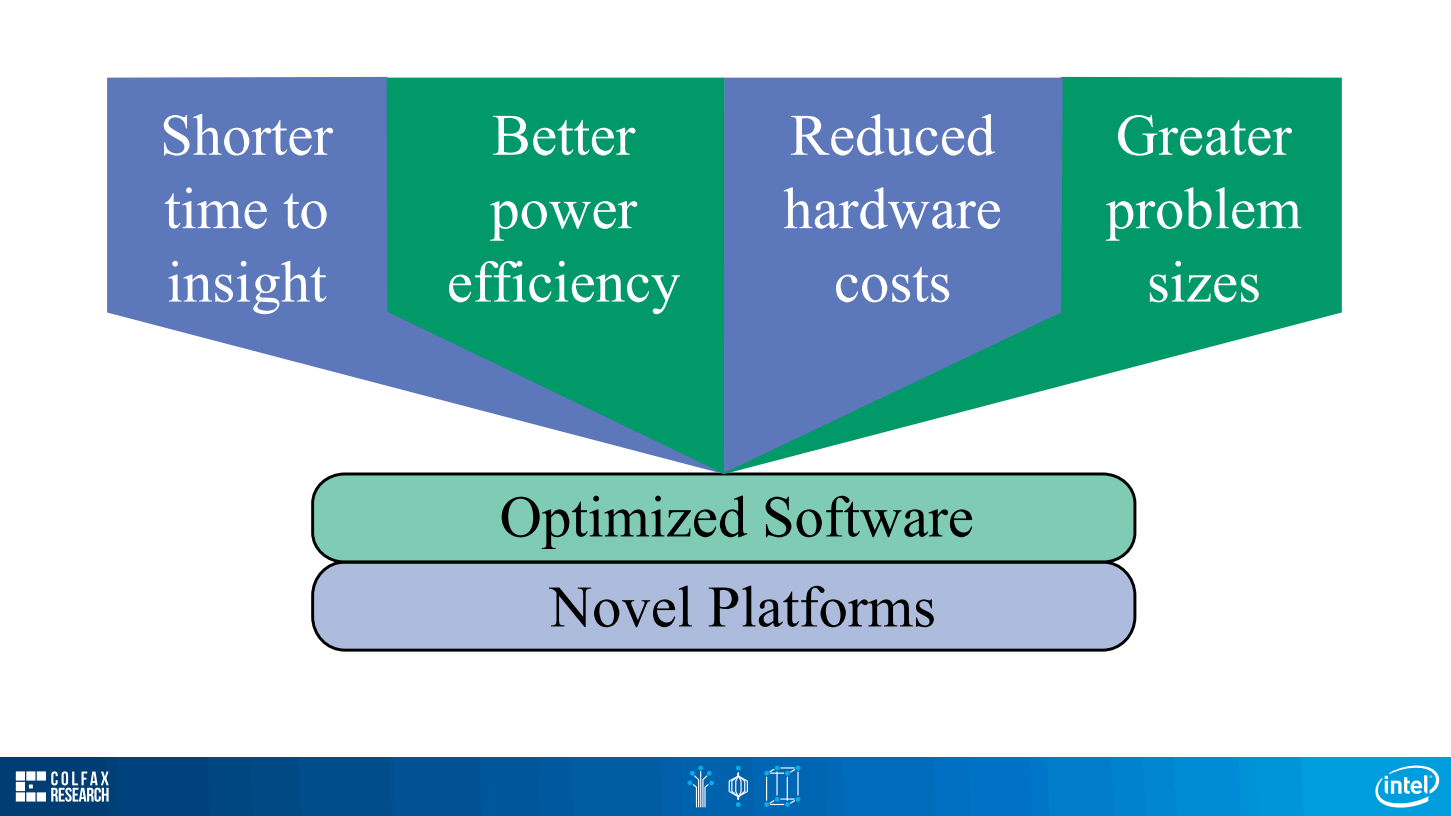 Shorter
time to
insight
Better
power
efficiency
Reduced
hardware
costs
Greater
problem
sizes
Optimized Software
Novel Platforms
COLFAX
RESEARCH
intel